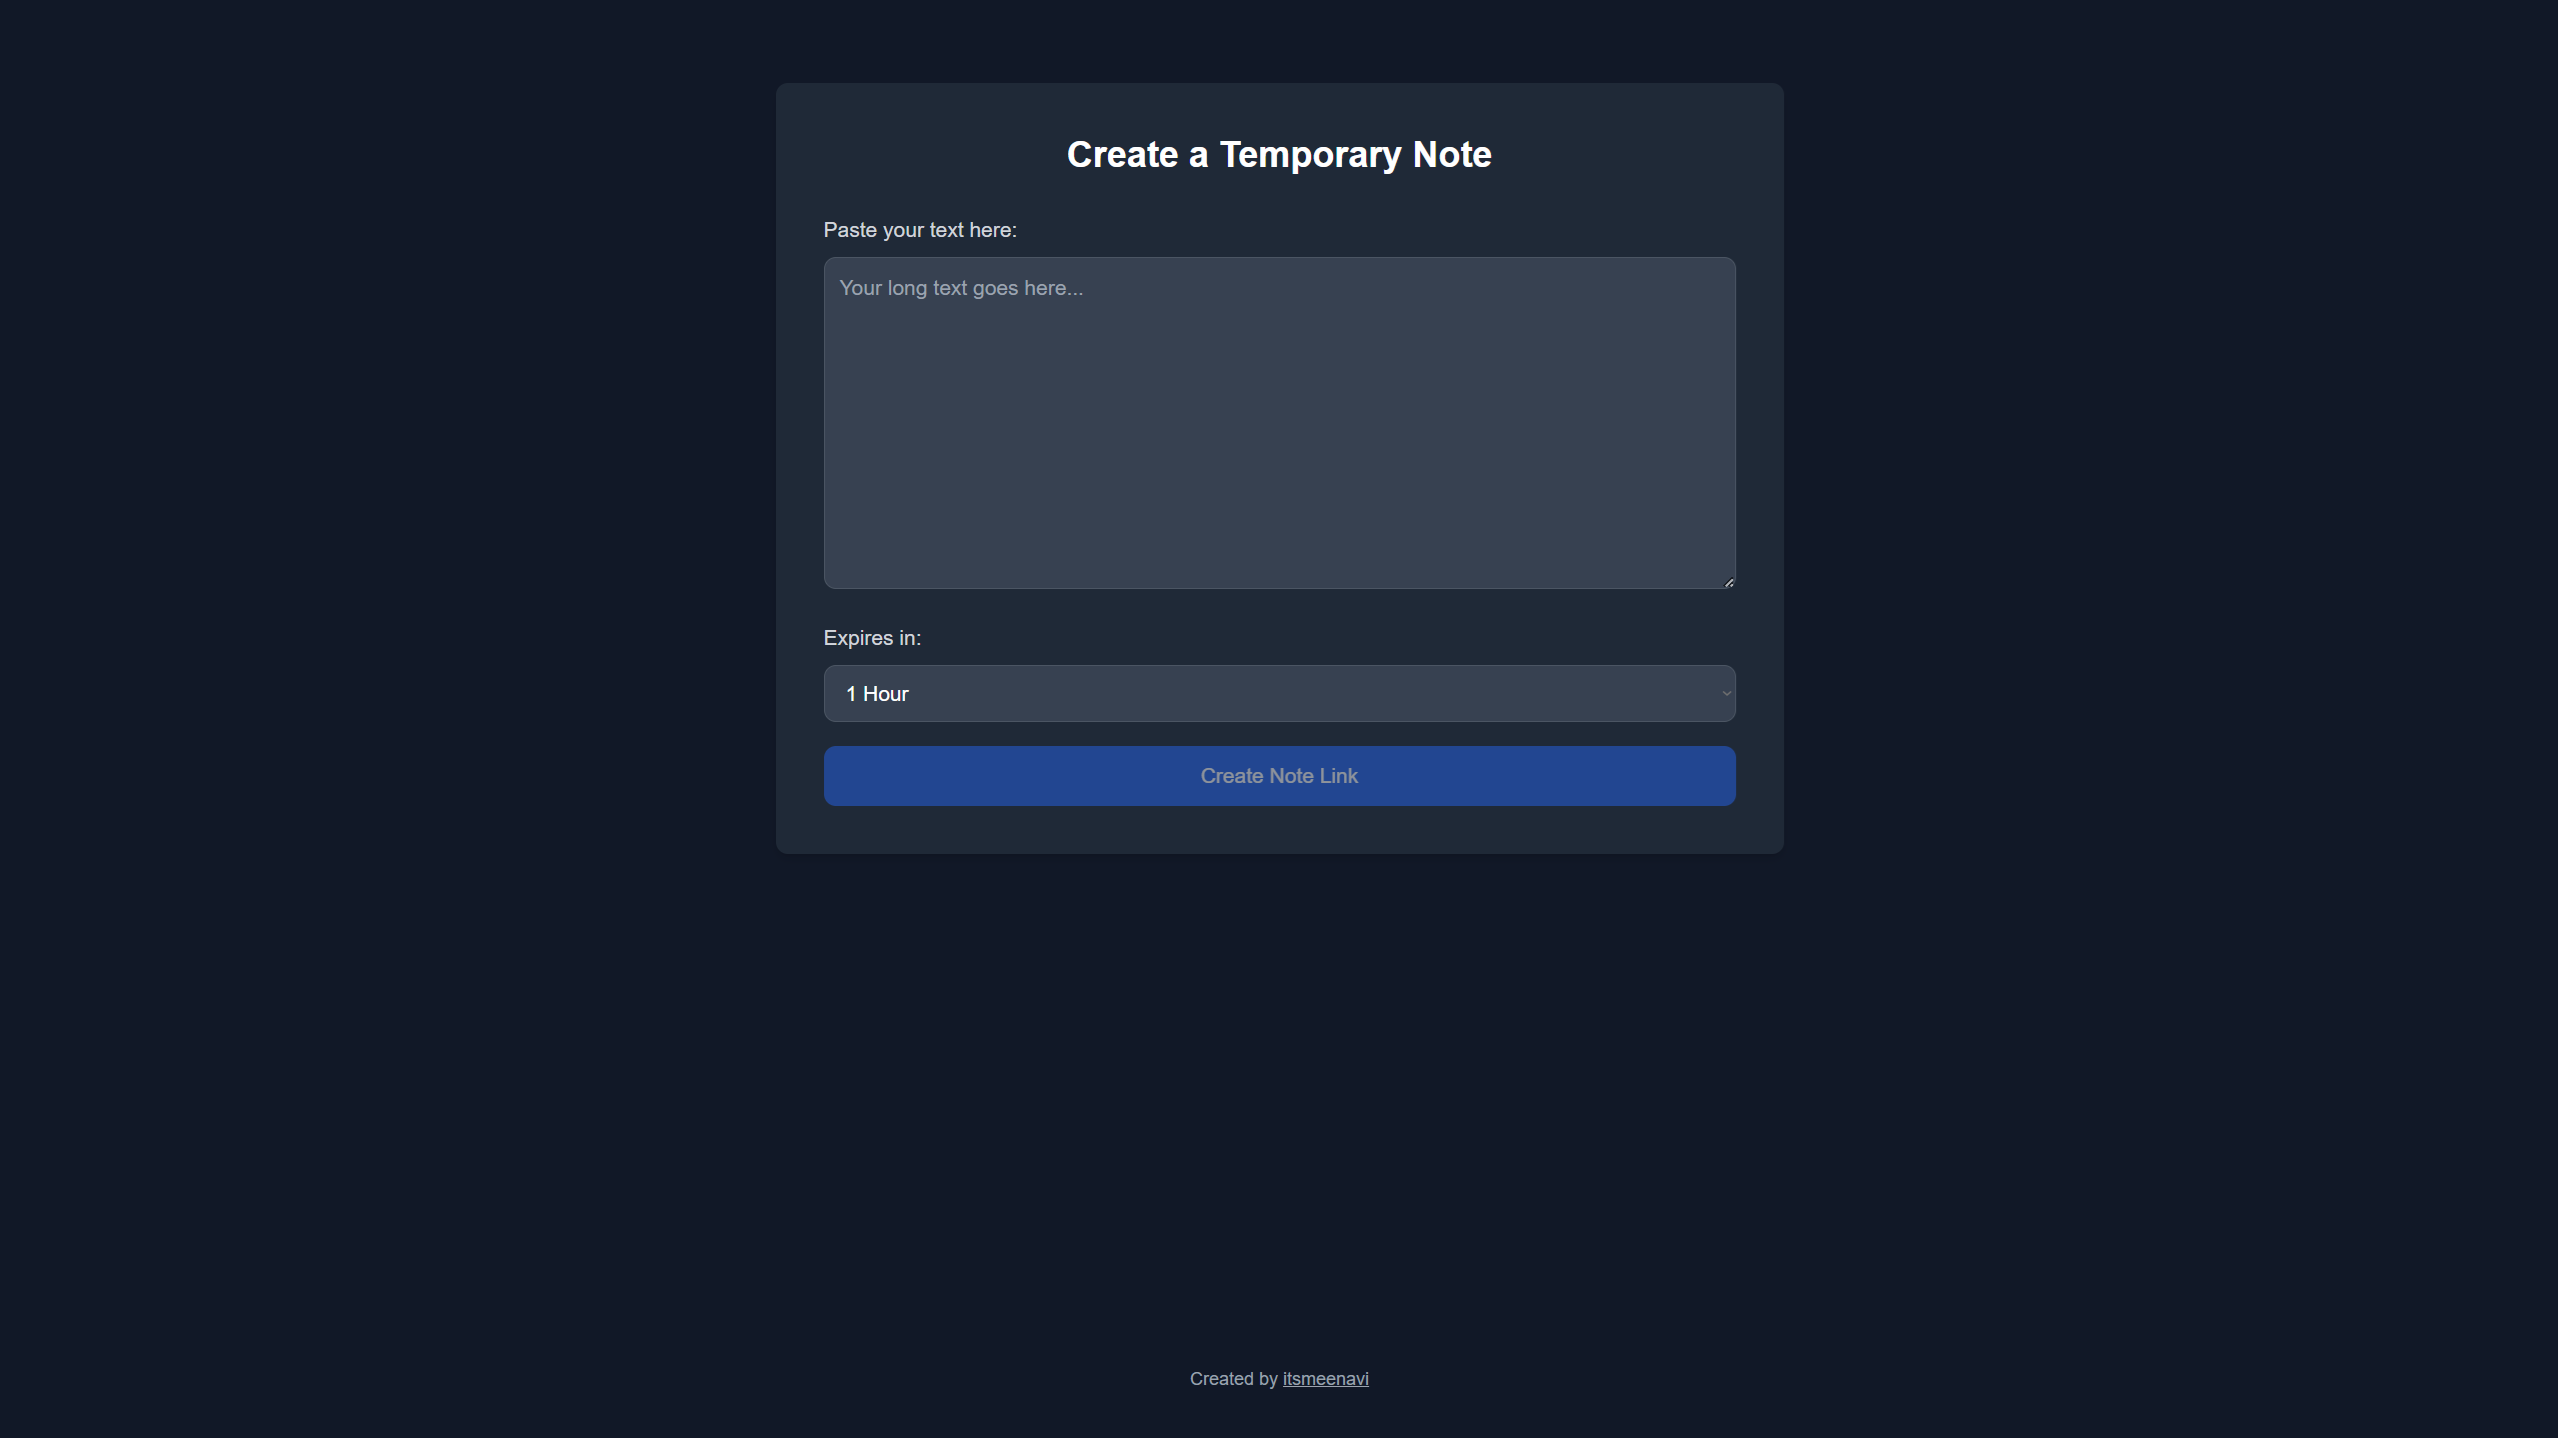 Create a Temporary Note
Paste your text here:
Your long text goes here...
Expires in:
1 Hour
Create Note Link
Created by itsmeenavi